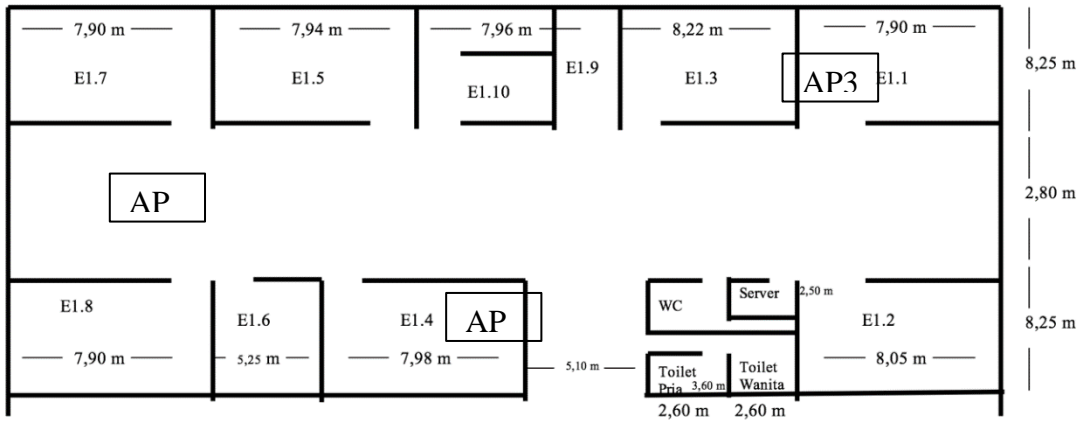 7,90 m
7,94 m
7,96 m
8,22 m
7,90 m
8,25 m
E1.7
E1.5
E1.10
E1.9
E1.3
AP3
E1.1
AP
2,80 m
E1.8
E1.6
E1.4
AP
WC
Server
2,50 m
E1.2
8,25 m
7,90 m
5,25 m
7,98 m
5,10 m
Toilet
Pria
3,60 m
Toilet
Wanita
8,05 m
2,60 m
2,60 m